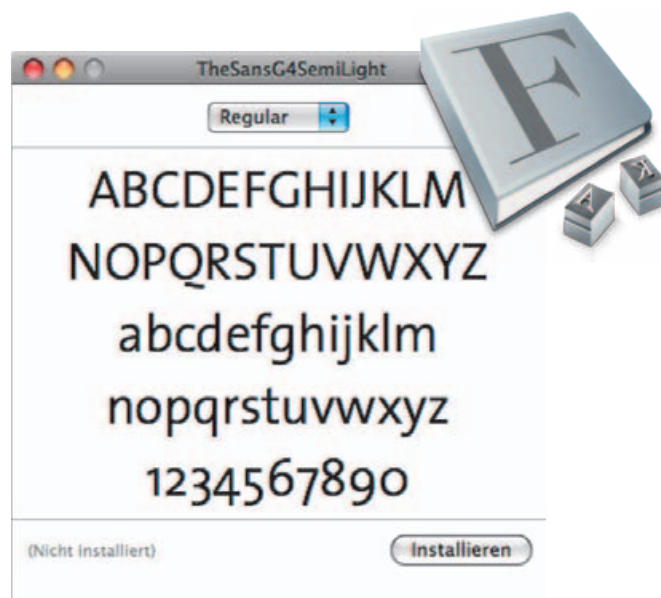 TheSansG4SemiLight
Regular
ABCDEFGHIJKLM
NOPQRSTUVWXYZ
abcdefghijklm
nopqrstuvwxyz
1234567890
(Nicht installiert)
Installieren
F
A
K